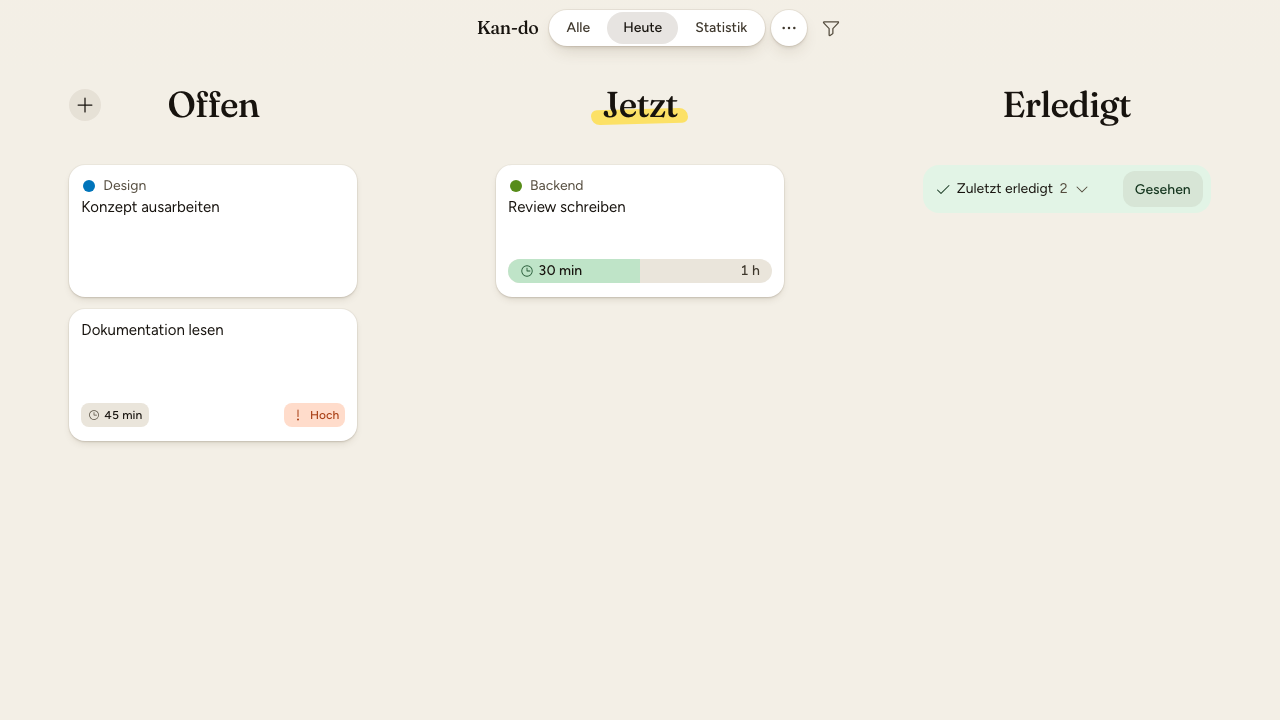 Kan-do
Alle
Heute
Statistik
Offen
Jetzt
Erledigt
Design
Konzept ausarbeiten
Dokumentation lesen
45 min
Hoch
Backend
Review schreiben
30 min
1 h
Zuletzt erledigt 2
Gesehen